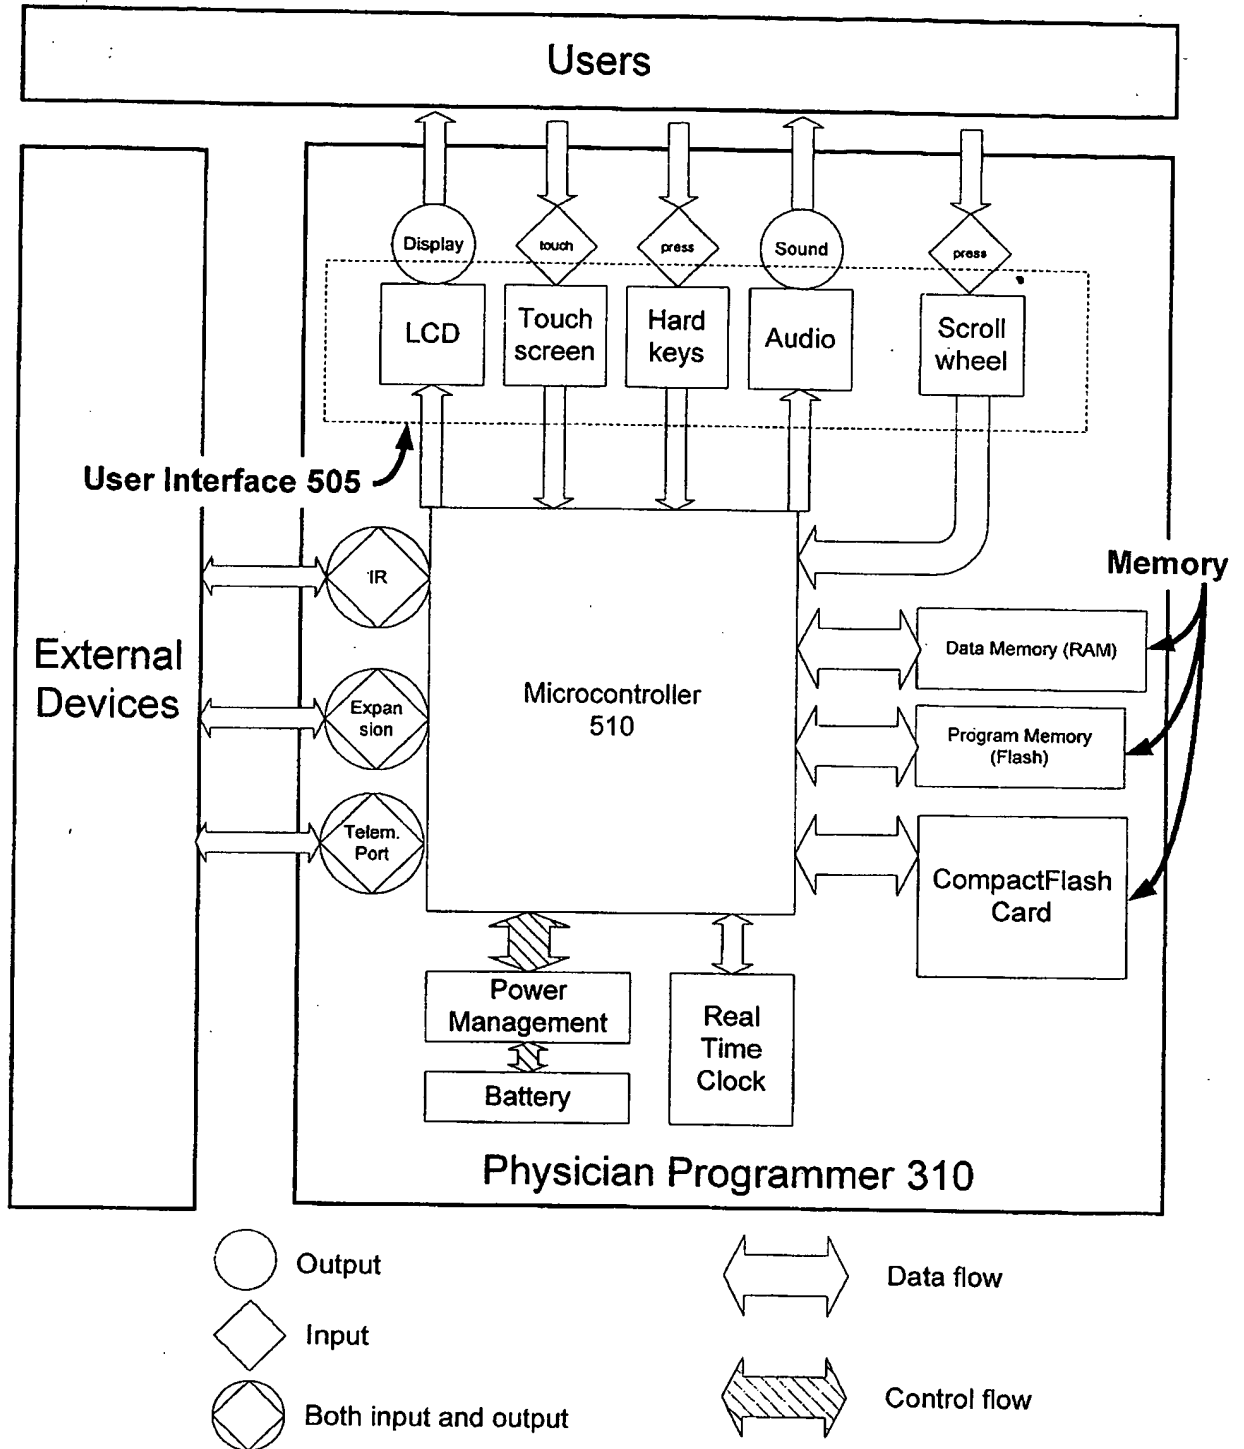 Users
Display
touch
press
Sound
press
LCD
Touch
screen
Hard
keys
Audio
Scroll
wheel
User Interface 505
Memory
External
Devices
IR
Expan
sion
Telem.
Port
Microcontroller
510
Data Memory (RAM)
Program Memory
(Flash)
CompactFlash
Card
Power
Management
Battery
Real
Time
Clock
Physician Programmer 310
Output
Input
Both input and output
Data flow
Control flow